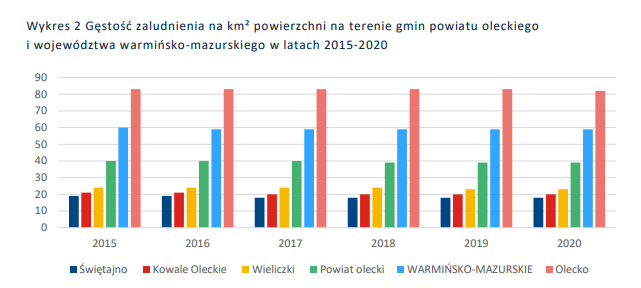 Wykres 2 Gęstość zaludnienia na km² powierzchni na terenie gmin powiatu oleckiego
i województwa warmińsko-mazurskiego w latach 2015-2020
90
80
70
60
50
40
30
20
10
0
2015 2016 2017 2018 2019 2020
Świętajno Kowale Oleckie Wieliczki Powiat olecki WARMIŃSKO-MAZURSKIE Olecko